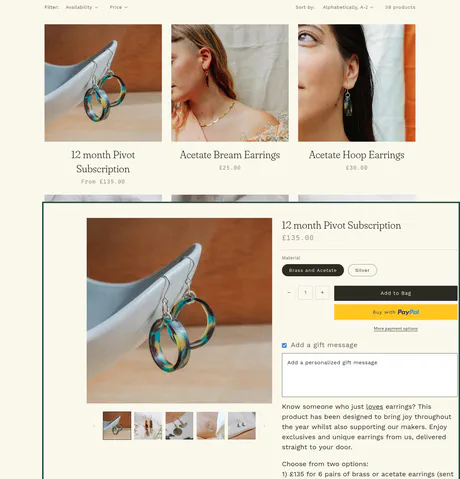 Filter: Availability Price Sort by: Alphabetically, A-Z 39 products
12 month Pivot
Subscription
From £135.00
Acetate Bream Earrings
£25.00
Acetate Hoop Earrings
£30.00
12 month Pivot Subscription
£135.00
Material
Brass and Acetate Silver
− 1 + Add to Bag
Buy with PayPal
More payment options
Add a gift message
Add a personalized gift message
Know someone who just loves earrings? This
product has been designed to bring joy throughout
the year whilst also supporting our makers. Enjoy
exclusives and unique earrings from us, delivered
straight to your door.
Choose from two options:
1) £135 for 6 pairs of brass or acetate earrings (sent